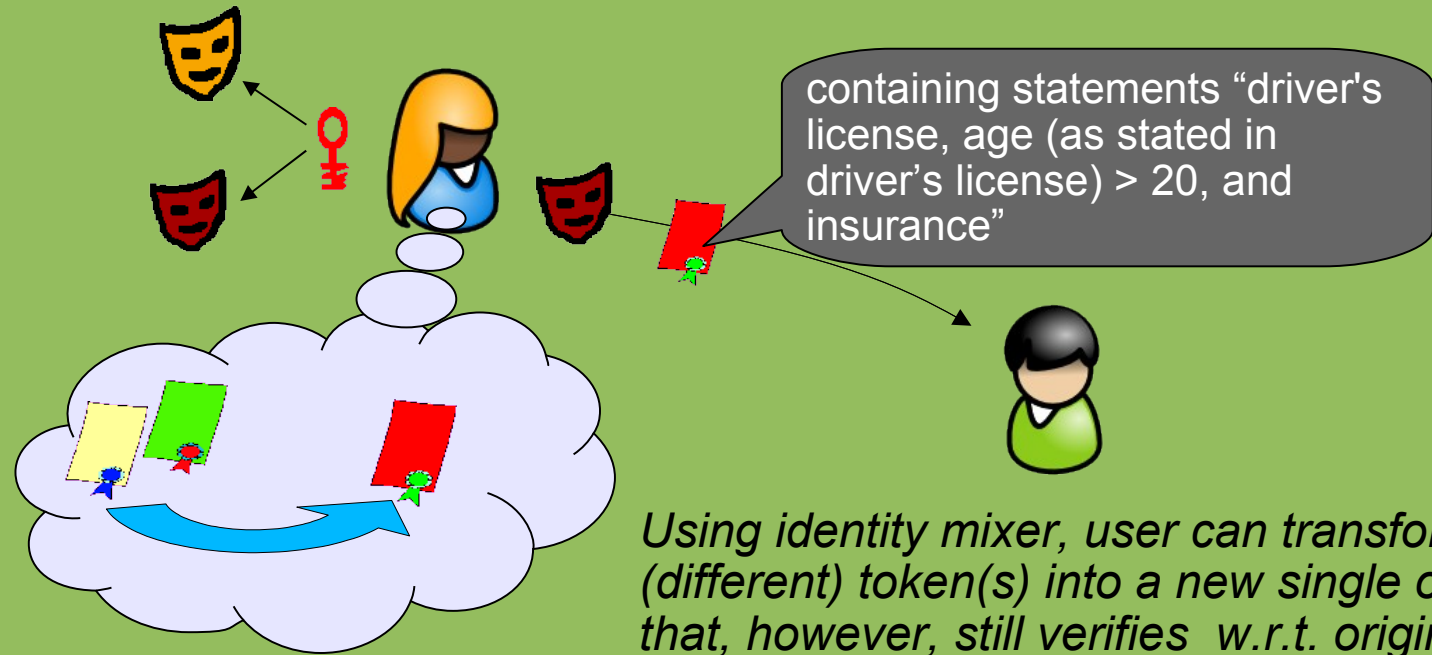 containing statements “driver's
license, age (as stated in
driver’s license) > 20, and
insurance”
Using identity mixer, user can transfor
(different) token(s) into a new single o
that, however, still verifies w.r.t. origin